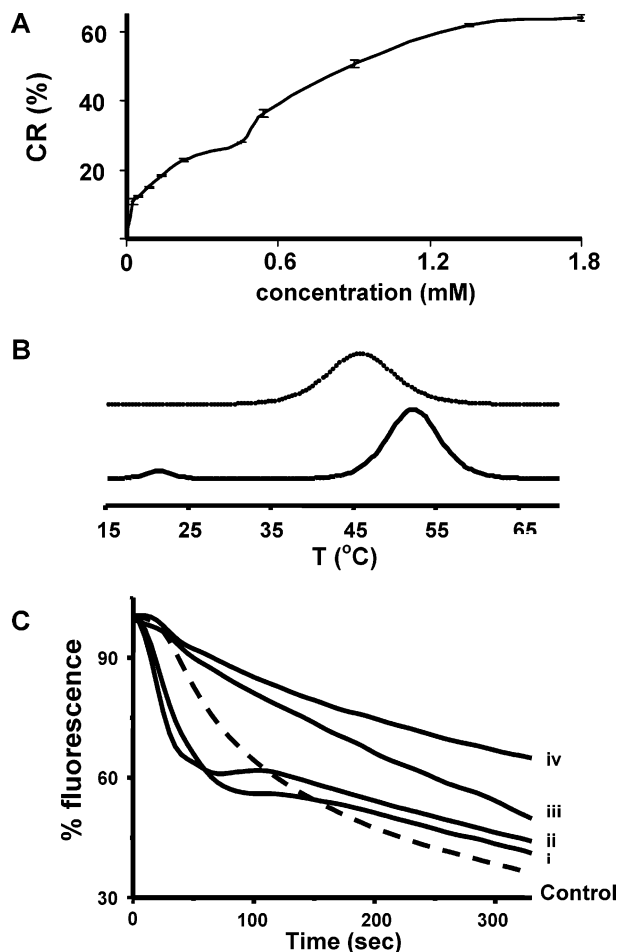 A
CR (%)
60
40
20
0
0.6
1.2
1.8
concentration (mM)
B
15
25
35
45
55
65
T (°C)
C
% fluorescence
90
60
30
iv
iii
ii
i
Control
0
100
200
300
Time (sec)